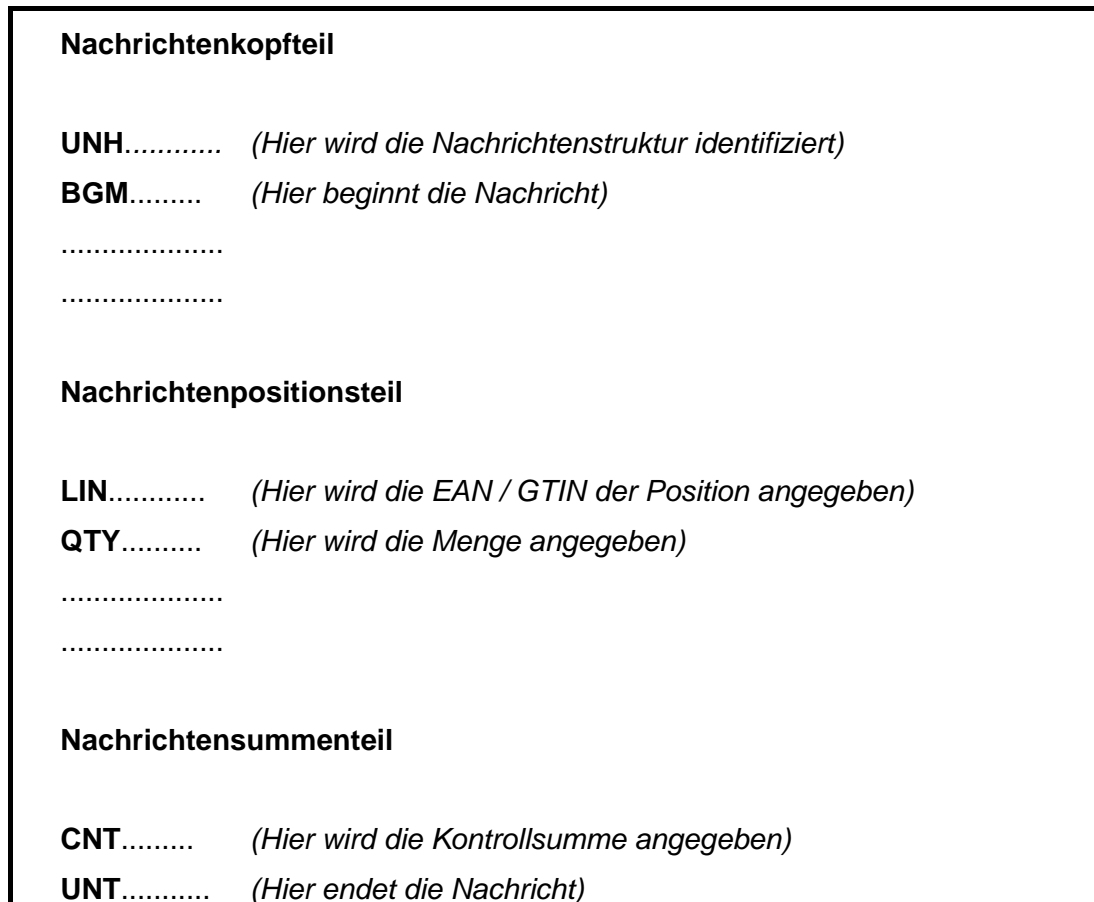 Nachrichtenkopfteil
UNH............ (Hier wird die Nachrichtenstruktur identifiziert)
BGM......... (Hier beginnt die Nachricht)
....................
....................
Nachrichtenpositionsteil
LIN............ (Hier wird die EAN / GTIN der Position angegeben)
QTY.......... (Hier wird die Menge angegeben)
....................
....................
Nachrichtensummenteil
CNT......... (Hier wird die Kontrollsumme angegeben)
UNT........... (Hier endet die Nachricht)